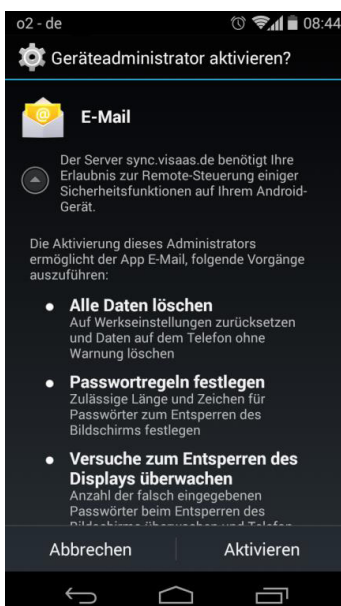 o2 - de 08:44
Geräteadministrator aktivieren?
E-Mail
Der Server sync.visaas.de benötigt Ihre
Erlaubnis zur Remote-Steuerung einiger
Sicherheitsfunktionen auf Ihrem Android-
Gerät.
Die Aktivierung dieses Administrators
ermöglicht der App E-Mail, folgende Vorgänge
auszuführen:
• Alle Daten löschen
Auf Werkseinstellungen zurücksetzen
und Daten auf dem Telefon ohne
Warnung löschen
• Passwortregeln festlegen
Zulässige Länge und Zeichen für
Passwörter zum Entsperren des
Bildschirms festlegen
• Versuche zum Entsperren des
Displays überwachen
Anzahl der falsch eingegebenen
Passwörter beim Entsperren des
Bildschirms überwachen und Telefon
Abbrechen Aktivieren